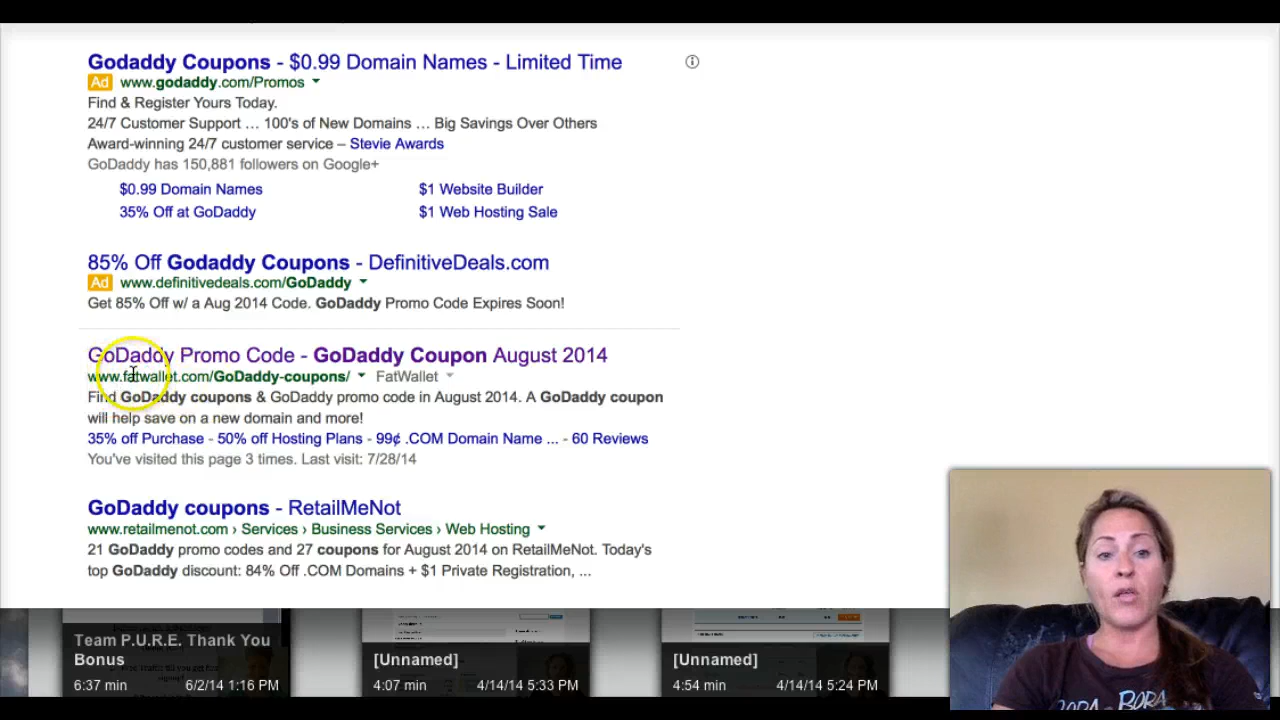 Godaddy Coupons - $0.99 Domain Names - Limited Time
Ad www.godaddy.com/Promos
Find & Register Yours Today.
24/7 Customer Support ... 100's of New Domains ... Big Savings Over Others
Award-winning 24/7 customer service – Stevie Awards
GoDaddy has 150,881 followers on Google+
$0.99 Domain Names $1 Website Builder
35% Off at GoDaddy $1 Web Hosting Sale
85% Off Godaddy Coupons - DefinitiveDeals.com
Ad www.definitivedeals.com/GoDaddy
Get 85% Off w/ a Aug 2014 Code. GoDaddy Promo Code Expires Soon!
GoDaddy Promo Code - GoDaddy Coupon August 2014
www.fatwallet.com/GoDaddy-coupons/ FatWallet
Find GoDaddy coupons & GoDaddy promo code in August 2014. A GoDaddy coupon
will help save on a new domain and more!
35% off Purchase - 50% off Hosting Plans - 99¢ .COM Domain Name ... - 60 Reviews
You've visited this page 3 times. Last visit: 7/28/14
GoDaddy coupons - RetailMeNot
www.retailmenot.com › Services › Business Services › Web Hosting
21 GoDaddy promo codes and 27 coupons for August 2014 on RetailMeNot. Today's
top GoDaddy discount: 84% Off .COM Domains + $1 Private Registration, ...
Team P.U.R.E. Thank You
Bonus
6:37 min 6/2/14 1:16 PM
[Unnamed]
4:07 min 4/14/14 5:33 PM
[Unnamed]
4:54 min 4/14/14 5:24 PM
BORA BORA